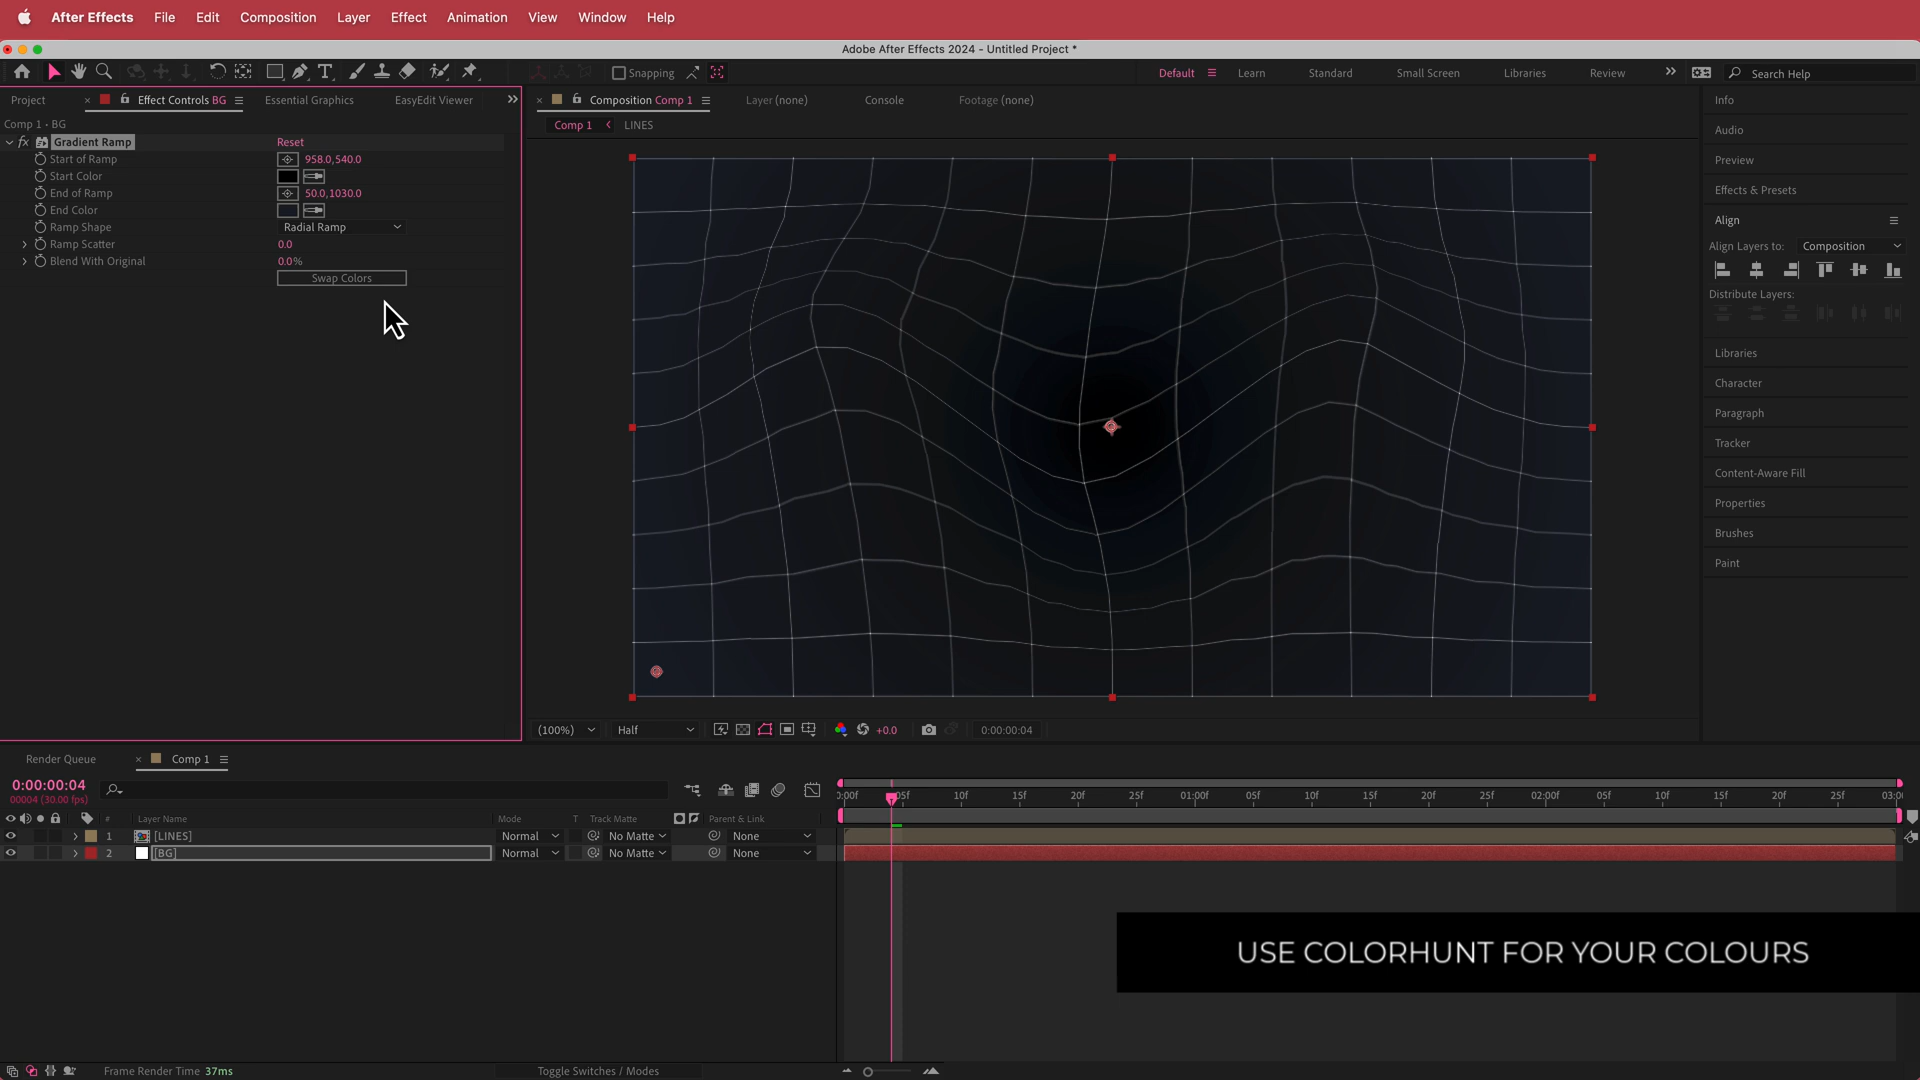 After Effects File Edit Composition Layer Effect Animation View Window Help
Adobe After Effects 2024 - Untitled Project *
Snapping Default Learn Standard Small Screen Libraries Review Search Help
Project Effect Controls BG Essential Graphics EasyEdit Viewer
Comp 1 • BG
fx Gradient Ramp Reset
Start of Ramp 958.0,540.0
Start Color
End of Ramp 50.0,1030.0
End Color
Ramp Shape Radial Ramp
Ramp Scatter 0.0
Blend With Original 0.0%
Swap Colors
Composition Comp 1 Layer (none) Console Footage (none)
Comp 1 LINES
(100%) Half +0.0 0:00:00:04
Info
Audio
Preview
Effects & Presets
Align
Align Layers to: Composition
Distribute Layers:
Libraries
Character
Paragraph
Tracker
Content-Aware Fill
Properties
Brushes
Paint
Render Queue Comp 1
0:00:00:04
00004 (30.00 fps)
# Layer Name Mode T Track Matte Parent & Link
1 [LINES] Normal No Matte None
2 [BG] Normal No Matte None
:00f 05f 10f 15f 20f 25f 01:00f 05f 10f 15f 20f 25f 02:00f 05f 10f 15f 20f 25f 03:0
USE COLORHUNT FOR YOUR COLOURS
Frame Render Time 37ms Toggle Switches / Modes